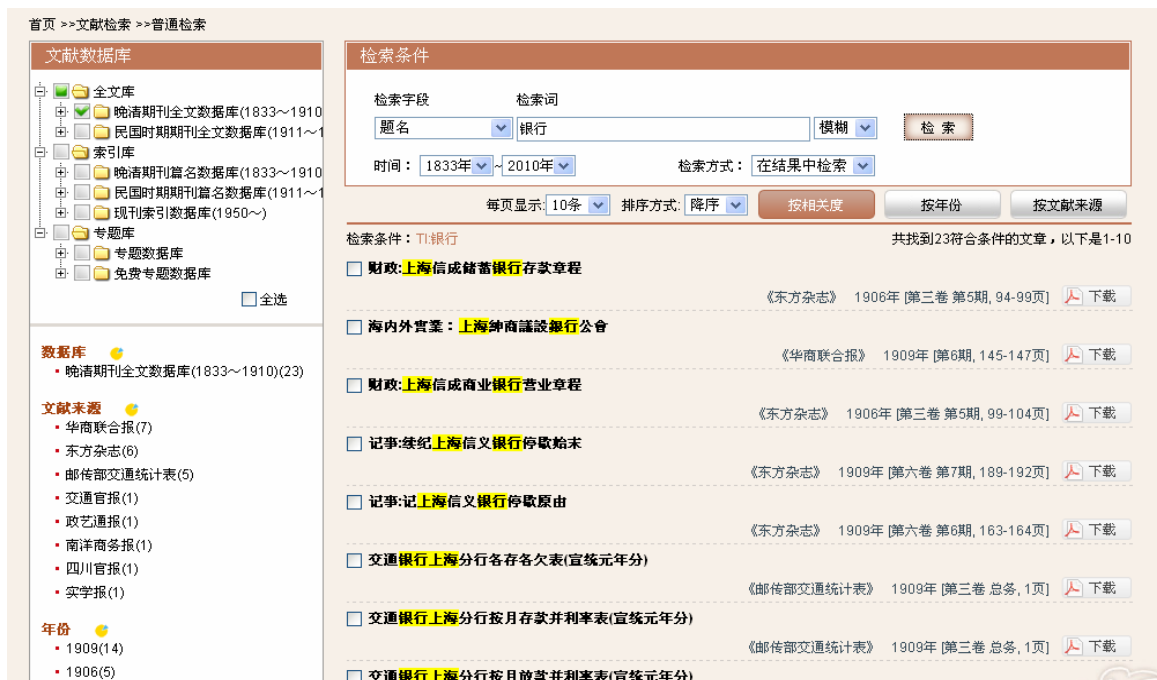 首页 >>文献检索 >>普通检索
文献数据库
全文库
晚清期刊全文数据库(1833～1910
民国时期期刊全文数据库(1911～1
索引库
晚清期刊篇名数据库(1833～1910
民国时期期刊篇名数据库(1911～1
现刊索引数据库(1950～)
专题库
专题数据库
免费专题数据库
全选
数据库
晚清期刊全文数据库(1833～1910)(23)
文献来源
华商联合报(7)
东方杂志(6)
邮传部交通统计表(5)
交通官报(1)
政艺通报(1)
南洋商务报(1)
四川官报(1)
实学报(1)
年份
1909(14)
1906(5)
检索条件
检索字段 检索词
题名 银行 模糊 检 索
时间： 1833年 ~ 2010年 检索方式： 在结果中检索
每页显示: 10条 排序方式: 降序 按相关度 按年份 按文献来源
检索条件：TI:银行 共找到23符合条件的文章，以下是1-10
财政:上海信成储蓄银行存款章程
《东方杂志》 1906年 [第三卷 第5期, 94-99页] 下载
海内外實業：上海紳商議設銀行公會
《华商联合报》 1909年 [第6期, 145-147页] 下载
财政:上海信成商业银行营业章程
《东方杂志》 1906年 [第三卷 第5期, 99-104页] 下载
记事:续纪上海信义银行停歇始末
《东方杂志》 1909年 [第六卷 第7期, 189-192页] 下载
记事:记上海信义银行停歇原由
《东方杂志》 1909年 [第六卷 第6期, 163-164页] 下载
交通银行上海分行各存各欠表(宣统元年分)
《邮传部交通统计表》 1909年 [第三卷 总务, 1页] 下载
交通银行上海分行按月存款并利率表(宣统元年分)
《邮传部交通统计表》 1909年 [第三卷 总务, 1页] 下载
交通银行上海分行按月放款并利率表(宣统元年分)